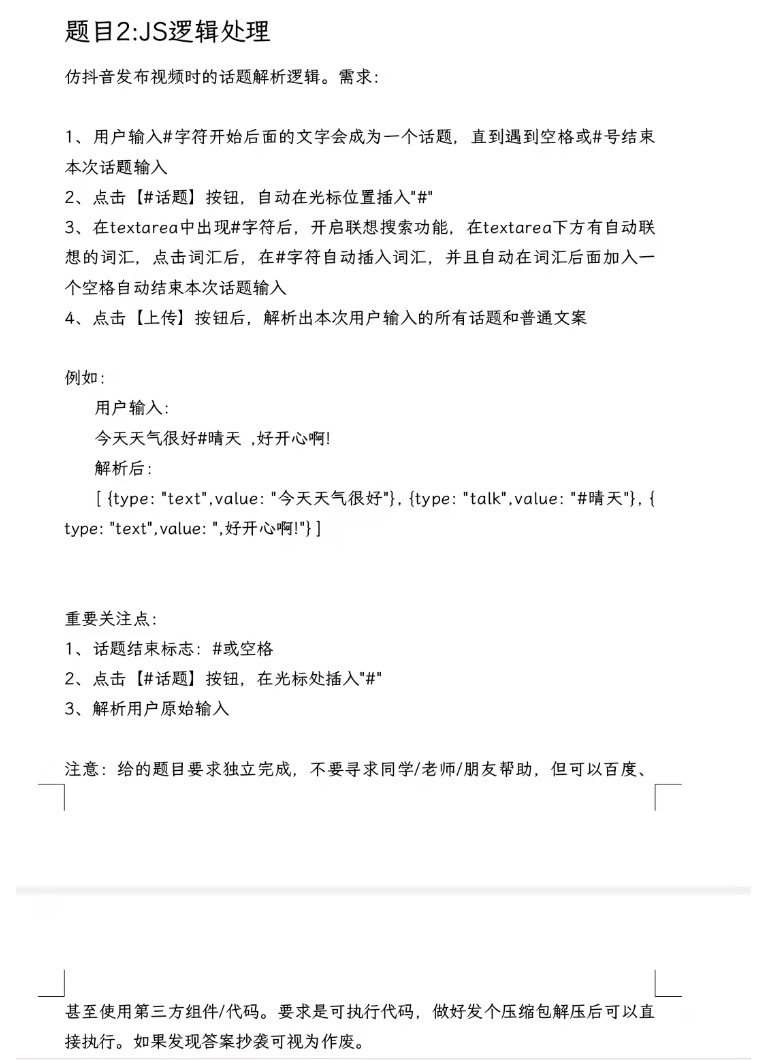 题目2:JS逻辑处理
仿抖音发布视频时的话题解析逻辑。需求：
1、用户输入#字符开始后面的文字会成为一个话题，直到遇到空格或#号结束
本次话题输入
2、点击【#话题】按钮，自动在光标位置插入"#"
3、在textarea中出现#字符后，开启联想搜索功能，在textarea下方有自动联
想的词汇，点击词汇后，在#字符自动插入词汇，并且自动在词汇后面加入一
个空格自动结束本次话题输入
4、点击【上传】按钮后，解析出本次用户输入的所有话题和普通文案
例如：
用户输入：
今天天气很好#晴天 ,好开心啊!
解析后：
[ {type: "text",value: "今天天气很好"}, {type: "talk",value: "#晴天"}, {
type: "text",value: ",好开心啊!"} ]
重要关注点：
1、话题结束标志：#或空格
2、点击【#话题】按钮，在光标处插入"#"
3、解析用户原始输入
注意：给的题目要求独立完成，不要寻求同学/老师/朋友帮助，但可以百度、
甚至使用第三方组件/代码。要求是可执行代码，做好发个压缩包解压后可以直
接执行。如果发现答案抄袭可视为作废。